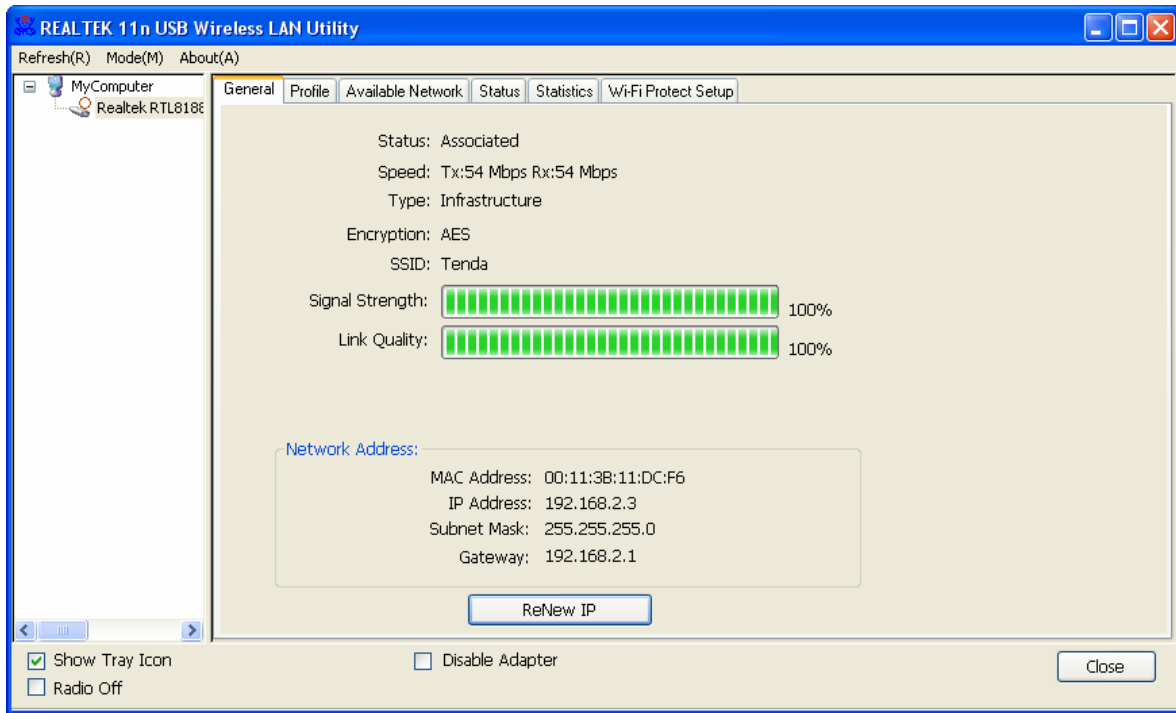 REALTEK 11n USB Wireless LAN Utility
Refresh(R) Mode(M) About(A)
MyComputer
Realtek RTL8188
General Profile Available Network Status Statistics Wi-Fi Protect Setup
Status: Associated
Speed: Tx:54 Mbps Rx:54 Mbps
Type: Infrastructure
Encryption: AES
SSID: Tenda
Signal Strength: 100%
Link Quality: 100%
Network Address:
MAC Address: 00:11:3B:11:DC:F6
IP Address: 192.168.2.3
Subnet Mask: 255.255.255.0
Gateway: 192.168.2.1
ReNew IP
Show Tray Icon
Disable Adapter
Radio Off
Close